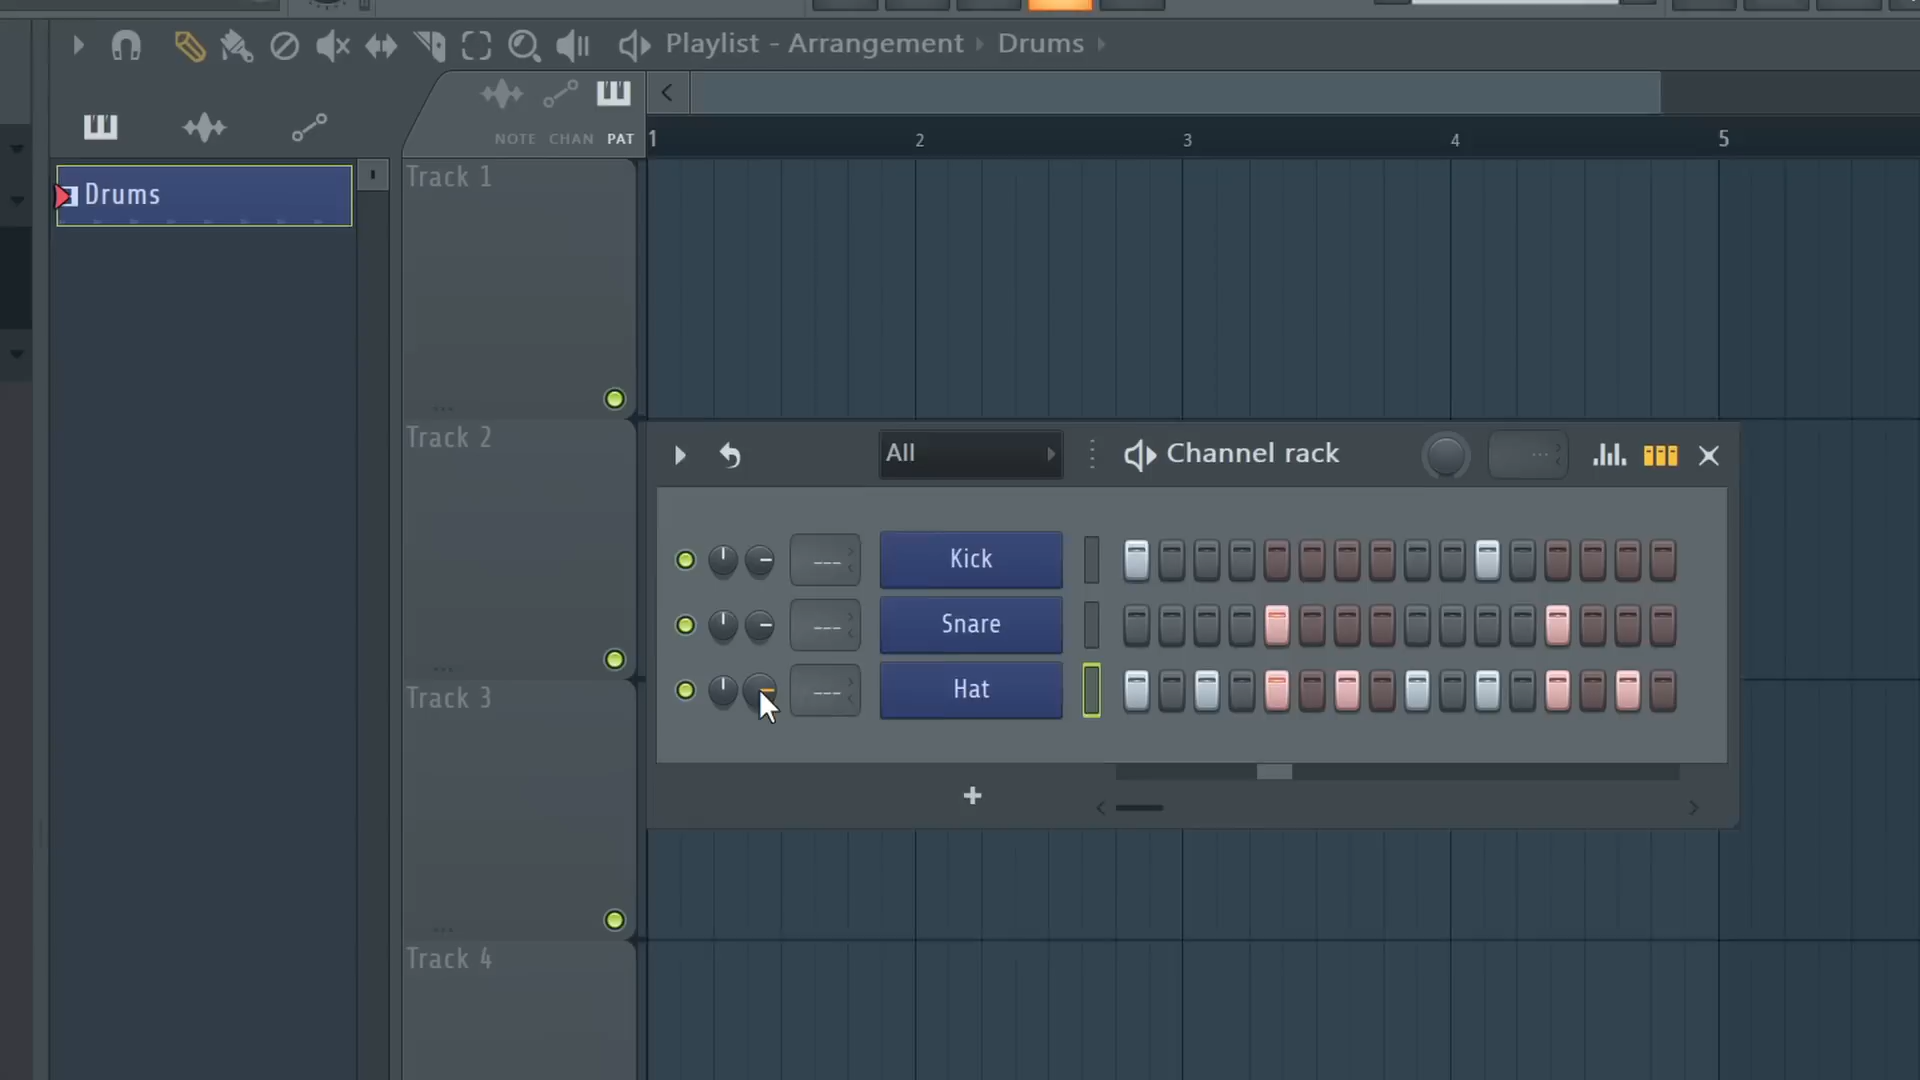 Playlist - Arrangement › Drums ›
NOTE CHAN PAT
1 2 3 4 5
Drums
Track 1
Track 2
All
Channel rack
--- Kick
--- Snare
--- Hat
Track 3
+
Track 4